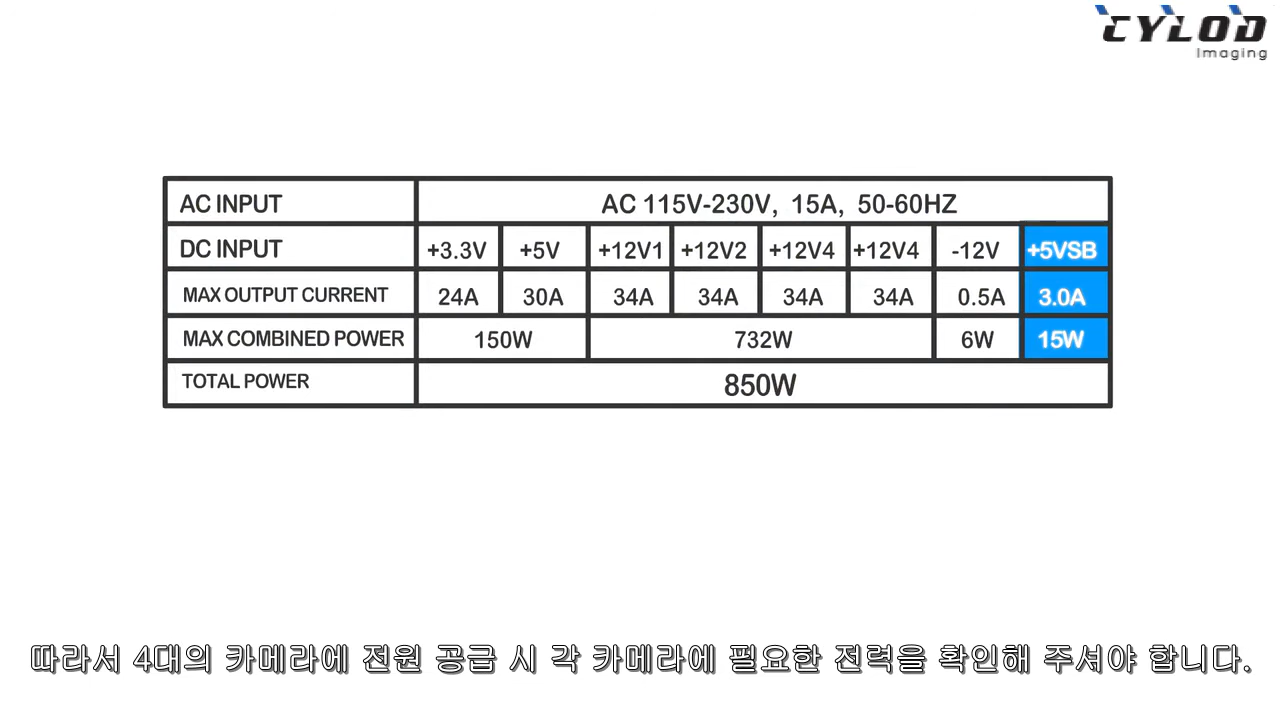 CYLOD
Imaging
AC INPUT AC 115V-230V, 15A, 50-60HZ
DC INPUT +3.3V +5V +12V1 +12V2 +12V4 +12V4 -12V +5VSB
MAX OUTPUT CURRENT 24A 30A 34A 34A 34A 34A 0.5A 3.0A
MAX COMBINED POWER 150W 732W 6W 15W
TOTAL POWER 850W
따라서 4대의 카메라에 전원 공급 시 각 카메라에 필요한 전력을 확인해 주셔야 합니다.